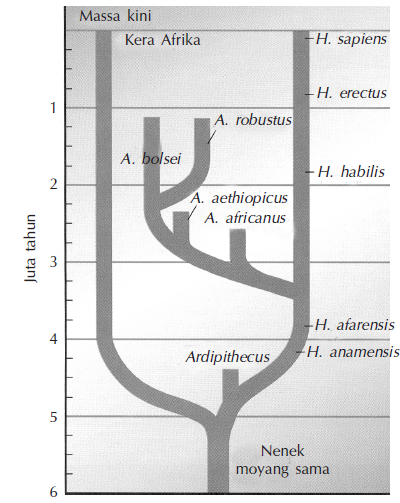 Massa kini
Kera Afrika
H. sapiens
H. erectus
1
A. robustus
A. bolsei
H. habilis
2
A. aethiopicus
A. africanus
Juta tahun
3
H. afarensis
4
H. anamensis
Ardipithecus
5
Nenek
moyang sama
6